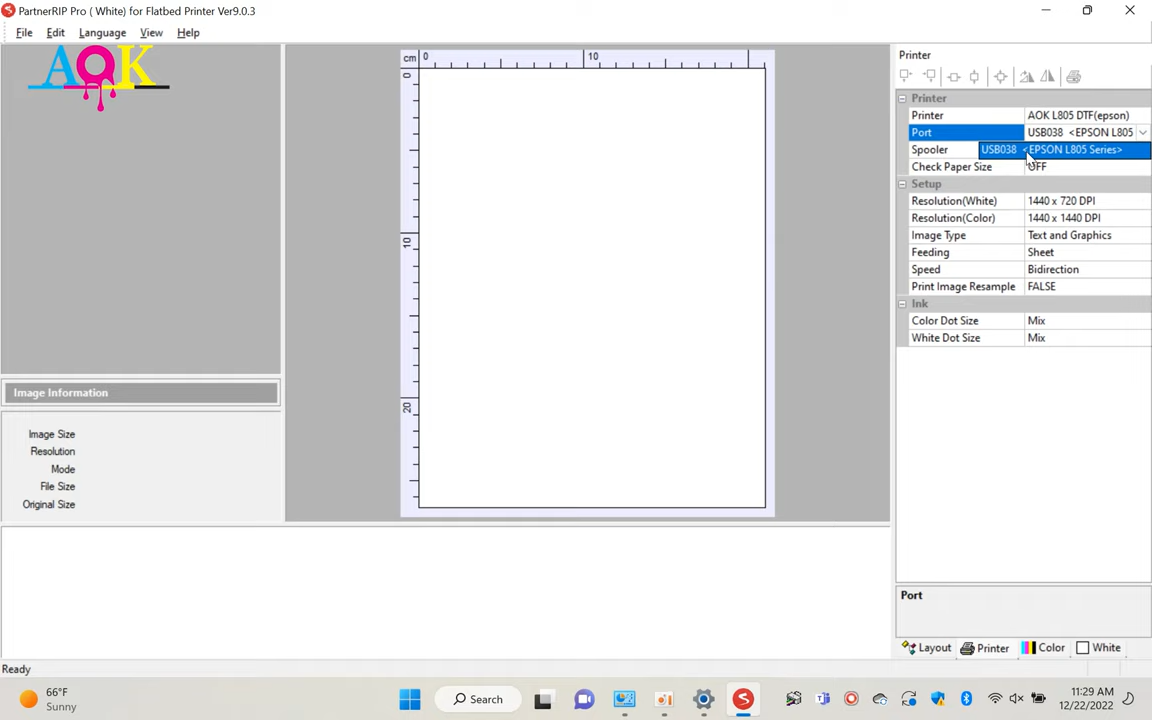 PartnerRIP Pro ( White) for Flatbed Printer Ver9.0.3
File Edit Language View Help
AOK
cm 0 10
0
10
20
Image Information
Image Size
Resolution
Mode
File Size
Original Size
Printer
Printer
Printer AOK L805 DTF(epson)
Port USB038 <EPSON L805
Spooler USB038 <EPSON L805 Series>
Check Paper Size OFF
Setup
Resolution(White) 1440 x 720 DPI
Resolution(Color) 1440 x 1440 DPI
Image Type Text and Graphics
Feeding Sheet
Speed Bidirection
Print Image Resample FALSE
Ink
Color Dot Size Mix
White Dot Size Mix
Port
Layout Printer Color White
Ready
66°F
Sunny
Search
11:29 AM
12/22/2022